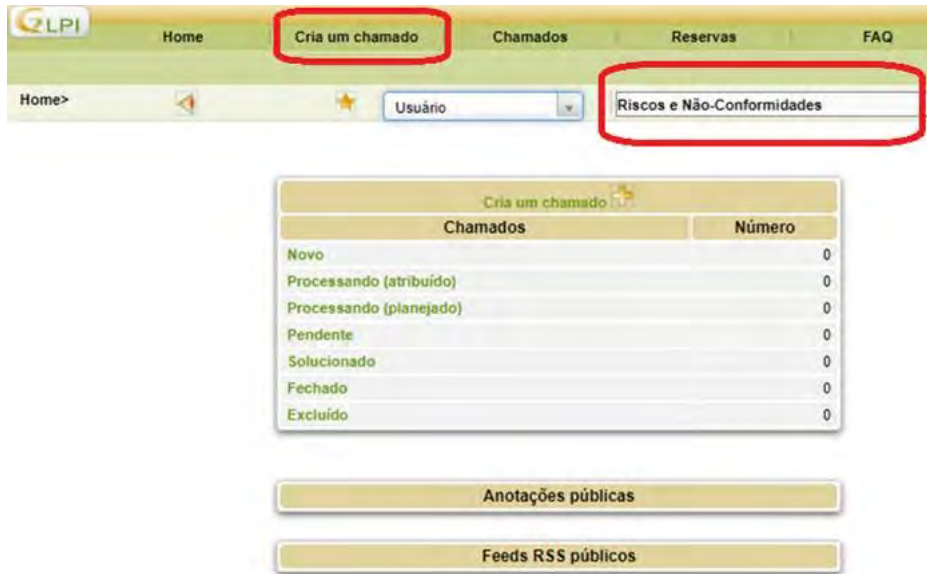 GLPI
Home Cria um chamado Chamados Reservas FAQ
Home> Usuário Riscos e Não-Conformidades
Cria um chamado
Chamados Número
Novo 0
Processando (atribuído) 0
Processando (planejado) 0
Pendente 0
Solucionado 0
Fechado 0
Excluído 0
Anotações públicas
Feeds RSS públicos